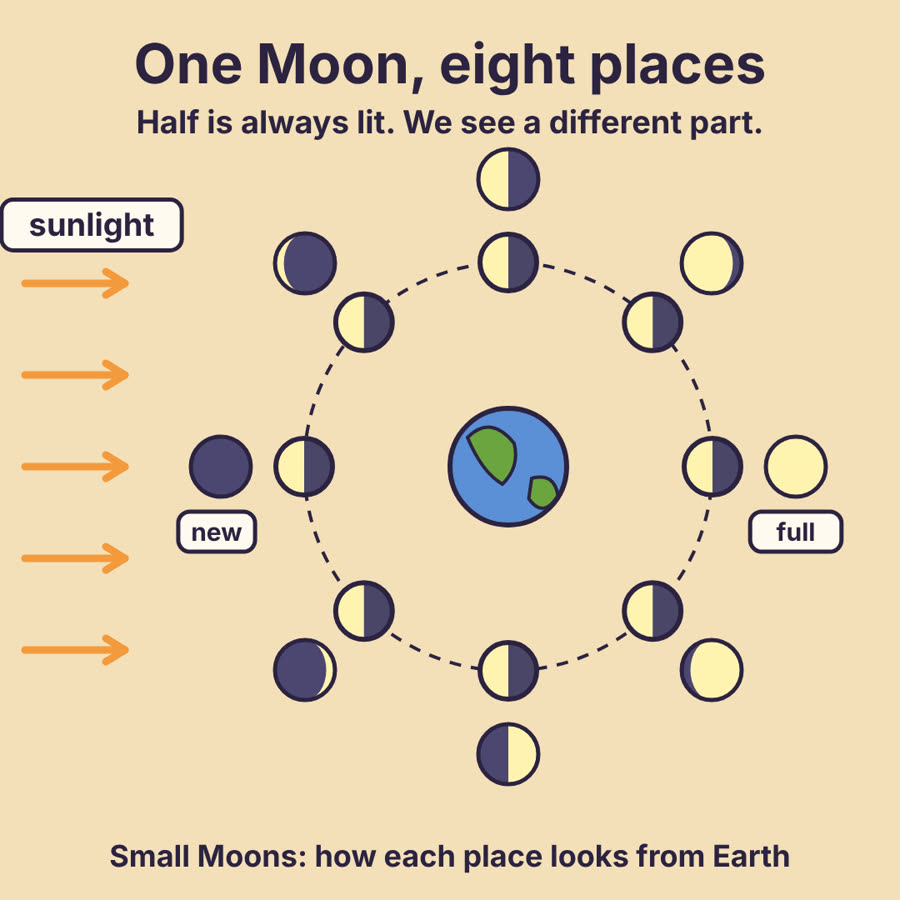 One Moon, eight places
Half is always lit. We see a different part.
sunlight
new
full
Small Moons: how each place looks from Earth